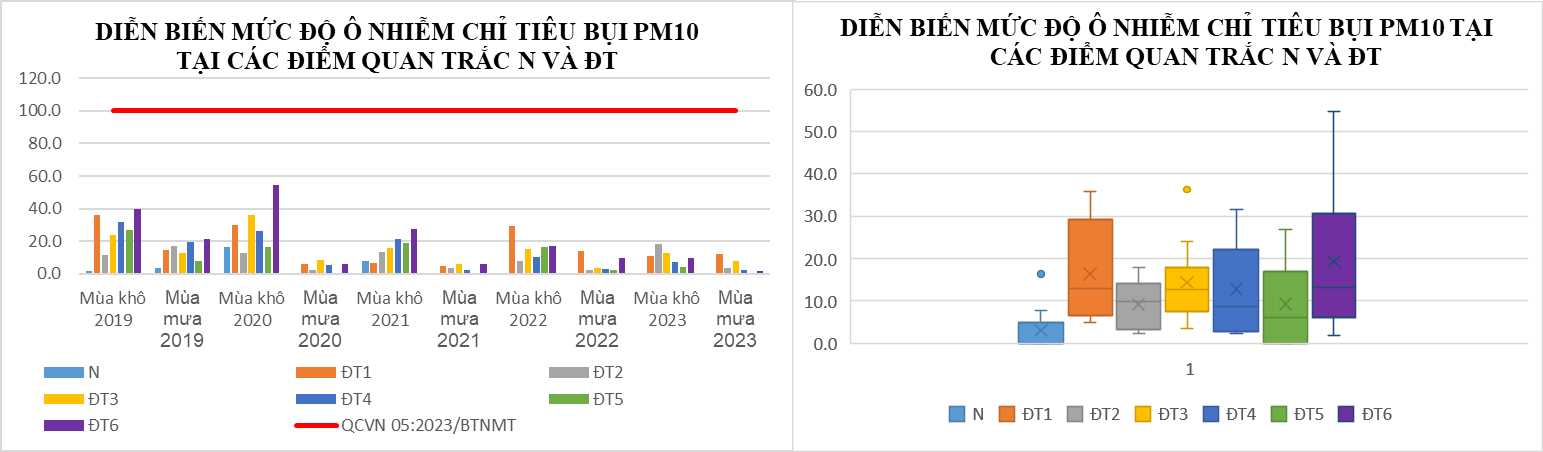 DIỄN BIẾN MỨC ĐỘ Ô NHIỄM CHỈ TIÊU BỤI PM10
TẠI CÁC ĐIỂM QUAN TRẮC N VÀ ĐT
120.0
100.0
80.0
60.0
40.0
20.0
0.0
Mùa khô 2019
Mùa mưa 2019
Mùa khô 2020
Mùa mưa 2020
Mùa khô 2021
Mùa mưa 2021
Mùa khô 2022
Mùa mưa 2022
Mùa khô 2023
Mùa mưa 2023
N ĐT1 ĐT2
ĐT3 ĐT4 ĐT5
ĐT6 QCVN 05:2023/BTNMT
DIỄN BIẾN MỨC ĐỘ Ô NHIỄM CHỈ TIÊU BỤI PM10 TẠI
CÁC ĐIỂM QUAN TRẮC N VÀ ĐT
60.0
50.0
40.0
30.0
20.0
10.0
0.0
1
N ĐT1 ĐT2 ĐT3 ĐT4 ĐT5 ĐT6